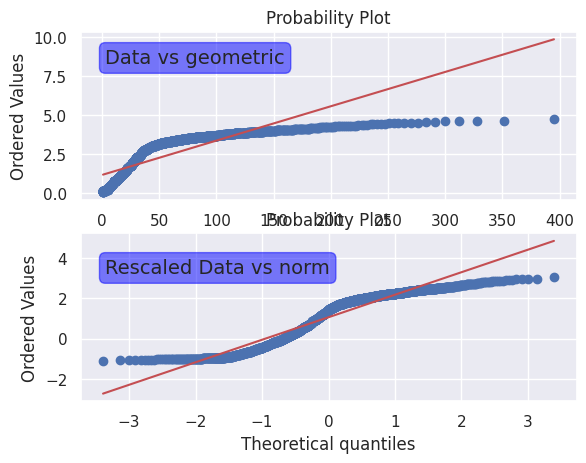 Probability Plot
10.0
Data vs geometric
7.5
Ordered Values
5.0
2.5
0.0
0 50 100 150 200 250 300 350 400
Probability Plot
4
Rescaled Data vs norm
2
Ordered Values
0
−2
−3 −2 −1 0 1 2 3
Theoretical quantiles